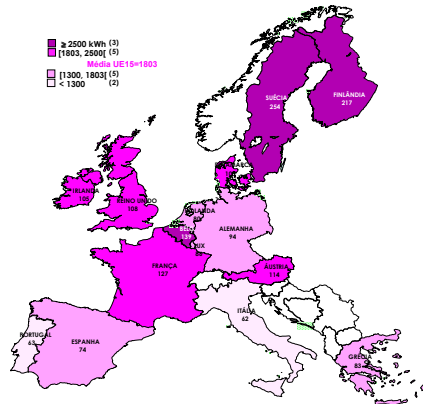 ≥2500 kWh (3)
[1803, 2500[ (5)
Média UE15=1803
[1300, 1803[ (5)
< 1300 (2)
SUÉCIA
254
FINLÂNDIA
217
IRLANDA
105
REINO UNIDO
108
ALEMANHA
94
LUX
FRANÇA
127
ÁUSTRIA
114
ITÁLIA
62
PORTUGAL
63
ESPANHA
74
GRÉCIA
83